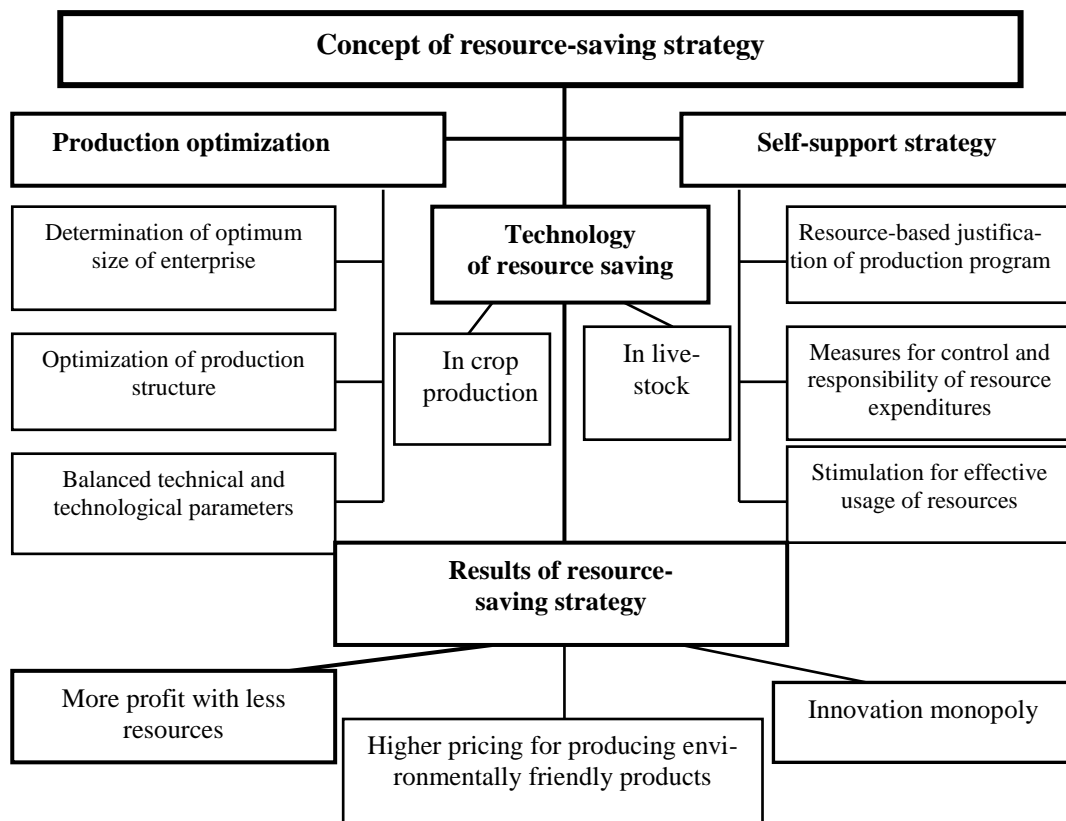 Concept of resource-saving strategy
Production optimization
Self-support strategy
Determination of optimum
size of enterprise
Technology
of resource saving
Resource-based justifica-
tion of production program
Optimization of production
structure
In crop
production
In live-
stock
Measures for control and
responsibility of resource
expenditures
Balanced technical and
technological parameters
Stimulation for effective
usage of resources
Results of resource-
saving strategy
More profit with less
resources
Higher pricing for producing envi-
ronmentally friendly products
Innovation monopoly